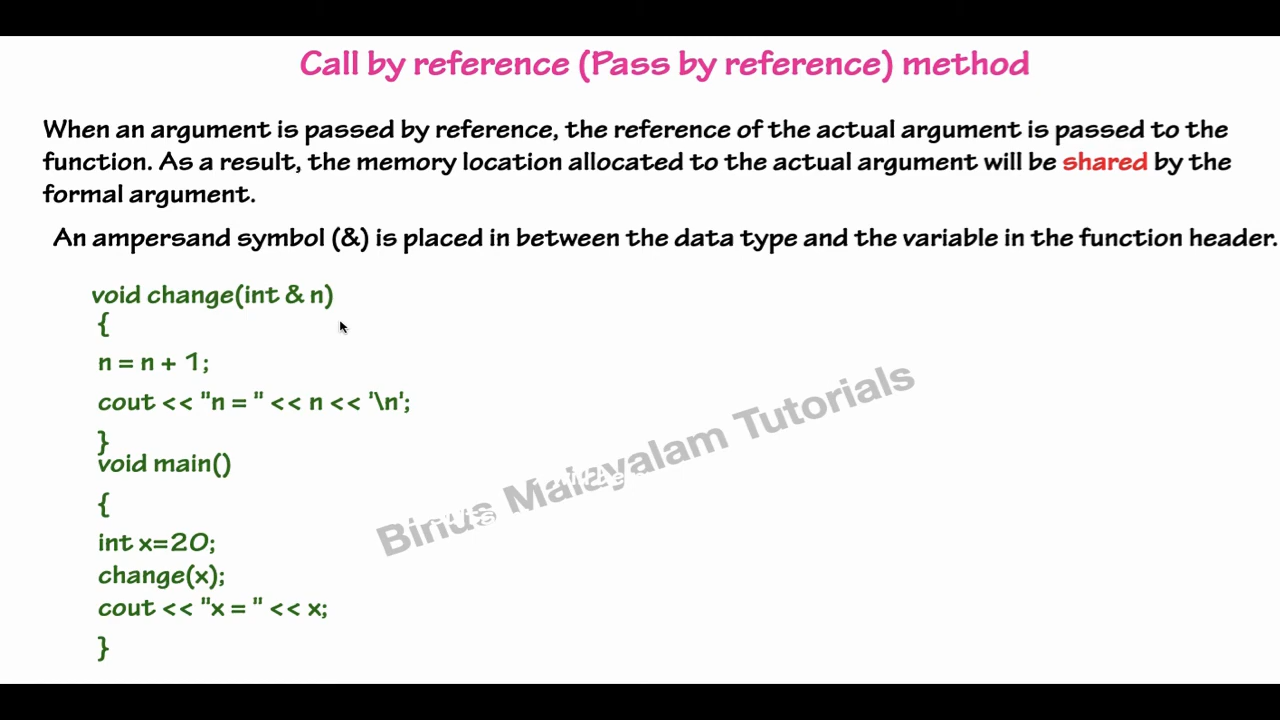 Call by reference (Pass by reference) method
When an argument is passed by reference, the reference of the actual argument is passed to the
function. As a result, the memory location allocated to the actual argument will be shared by the
formal argument.
An ampersand symbol (&) is placed in between the data type and the variable in the function header.
void change(int & n)
{
n = n + 1;
cout << "n = " << n << '\n';
}
void main()
{
int x=20;
change(x);
cout << "x = " << x;
}
Binus Malayalam Tutorials